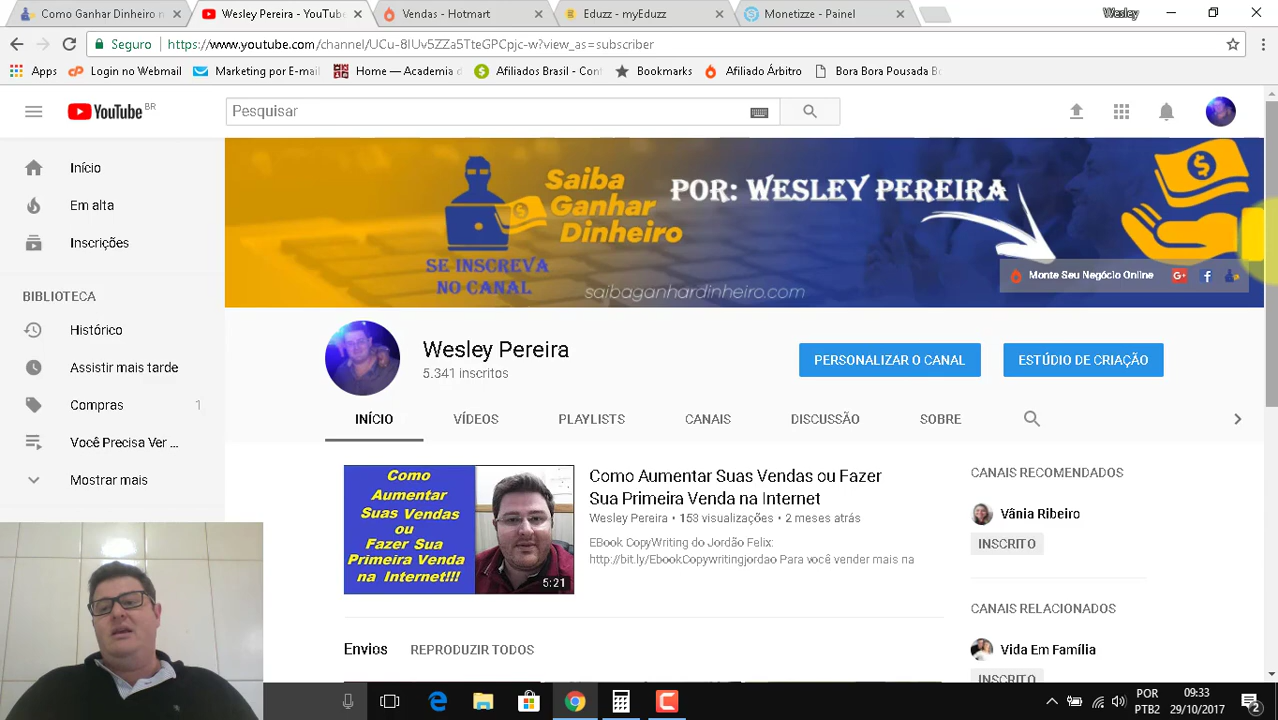 Como Ganhar Dinheiro n
Wesley Pereira - YouTub
Vendas - Hotmart
Eduzz - myEduzz
Monetizze - Painel
Wesley
Seguro
https://www.youtube.com/channel/UCu-8IUv5ZZa5TteGPCpjc-w?view_as=subscriber
Apps
Login no Webmail
Marketing por E-mail
Home — Academia d
Afiliados Brasil - Con
Bookmarks
Afiliado Árbitro
Bora Bora Pousada Bo
YouTube BR
Pesquisar
Início
Em alta
Inscrições
BIBLIOTECA
Histórico
Assistir mais tarde
Compras 1
Você Precisa Ver ...
Mostrar mais
SE INSCREVA
NO CANAL
Saiba
Ganhar
Dinheiro
POR: WESLEY PEREIRA
saibaganhardinheiro.com
Monte Seu Negócio Online
G+
Wesley Pereira
5.341 inscritos
PERSONALIZAR O CANAL
ESTÚDIO DE CRIAÇÃO
INÍCIO
VÍDEOS
PLAYLISTS
CANAIS
DISCUSSÃO
SOBRE
Como
Aumentar
Suas Vendas
ou
Fazer Sua
Primeira Venda
na Internet!!!
5:21
Como Aumentar Suas Vendas ou Fazer
Sua Primeira Venda na Internet
Wesley Pereira • 153 visualizações • 2 meses atrás
EBook CopyWriting do Jordão Felix:
http://bit.ly/EbookCopywritingjordao Para você vender mais na
Envios
REPRODUZIR TODOS
CANAIS RECOMENDADOS
Vânia Ribeiro
INSCRITO
CANAIS RELACIONADOS
Vida Em Família
INSCRITO
POR
PTB2
09:33
29/10/2017
2